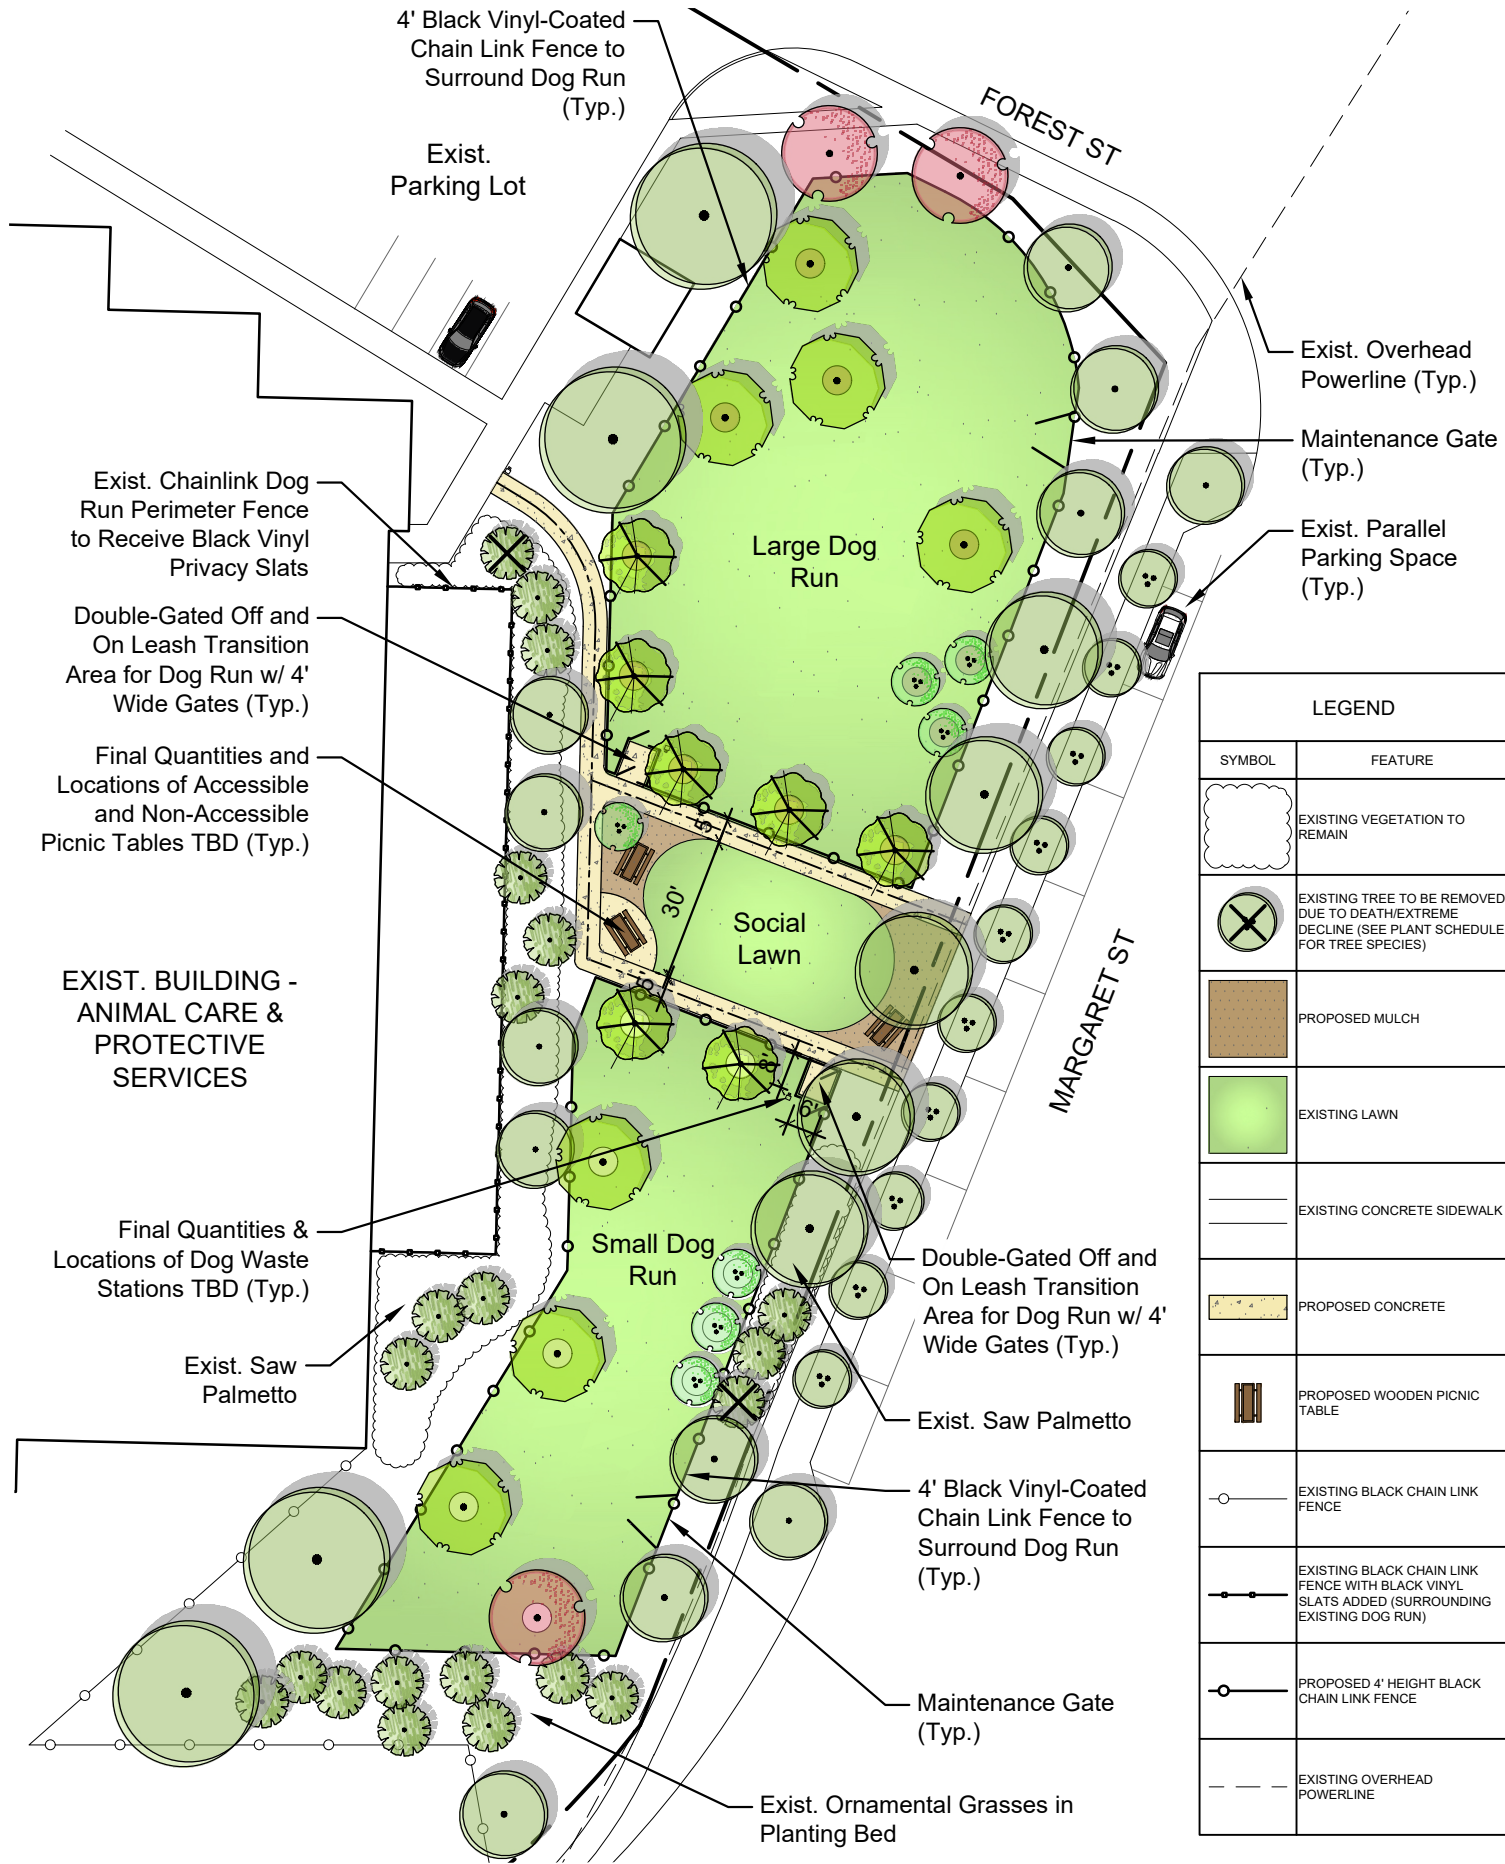 4' Black Vinyl-Coated
Chain Link Fence to
Surround Dog Run
(Typ.)
FOREST ST
Exist.
Parking Lot
Exist. Overhead
Powerline (Typ.)
Maintenance Gate
(Typ.)
Exist. Chainlink Dog
Run Perimeter Fence
to Receive Black Vinyl
Privacy Slats
Exist. Parallel
Parking Space
(Typ.)
Large Dog
Run
Double-Gated Off and
On Leash Transition
Area for Dog Run w/ 4'
Wide Gates (Typ.)
Final Quantities and
Locations of Accessible
and Non-Accessible
Picnic Tables TBD (Typ.)
5'
30'
Social
Lawn
5'
EXIST. BUILDING -
ANIMAL CARE &
PROTECTIVE
SERVICES
MARGARET ST
8'
6'
Final Quantities &
Locations of Dog Waste
Stations TBD (Typ.)
Small Dog
Run
Double-Gated Off and
On Leash Transition
Area for Dog Run w/ 4'
Wide Gates (Typ.)
Exist. Saw
Palmetto
Exist. Saw Palmetto
4' Black Vinyl-Coated
Chain Link Fence to
Surround Dog Run
(Typ.)
Maintenance Gate
(Typ.)
Exist. Ornamental Grasses in
Planting Bed
LEGEND
SYMBOL
FEATURE
EXISTING VEGETATION TO
REMAIN
EXISTING TREE TO BE REMOVED
DUE TO DEATH/EXTREME
DECLINE (SEE PLANT SCHEDULE
FOR TREE SPECIES)
PROPOSED MULCH
EXISTING LAWN
EXISTING CONCRETE SIDEWALK
PROPOSED CONCRETE
PROPOSED WOODEN PICNIC
TABLE
EXISTING BLACK CHAIN LINK
FENCE
EXISTING BLACK CHAIN LINK
FENCE WITH BLACK VINYL
SLATS ADDED (SURROUNDING
EXISTING DOG RUN)
PROPOSED 4' HEIGHT BLACK
CHAIN LINK FENCE
EXISTING OVERHEAD
POWERLINE